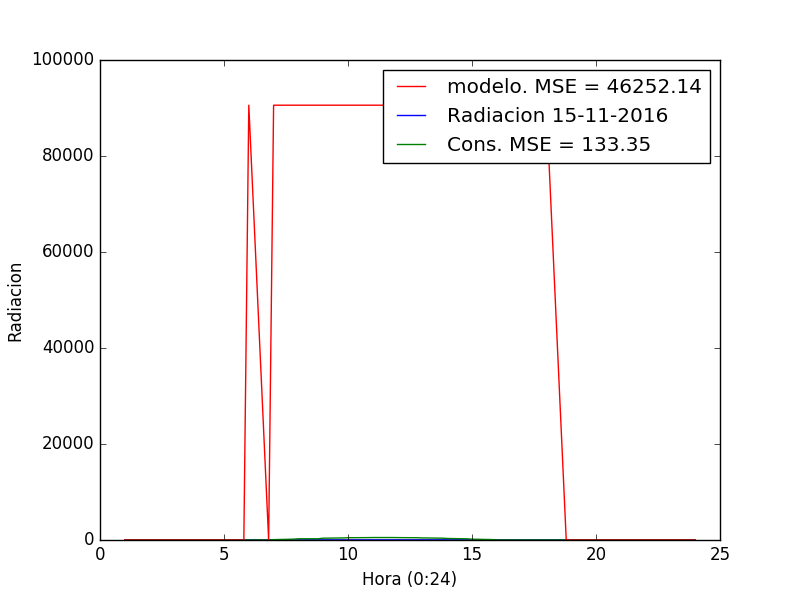 100000
80000
60000
40000
20000
0
Radiacion
modelo. MSE = 46252.14
Radiacion 15-11-2016
Cons. MSE = 133.35
0 5 10 15 20 25
Hora (0:24)